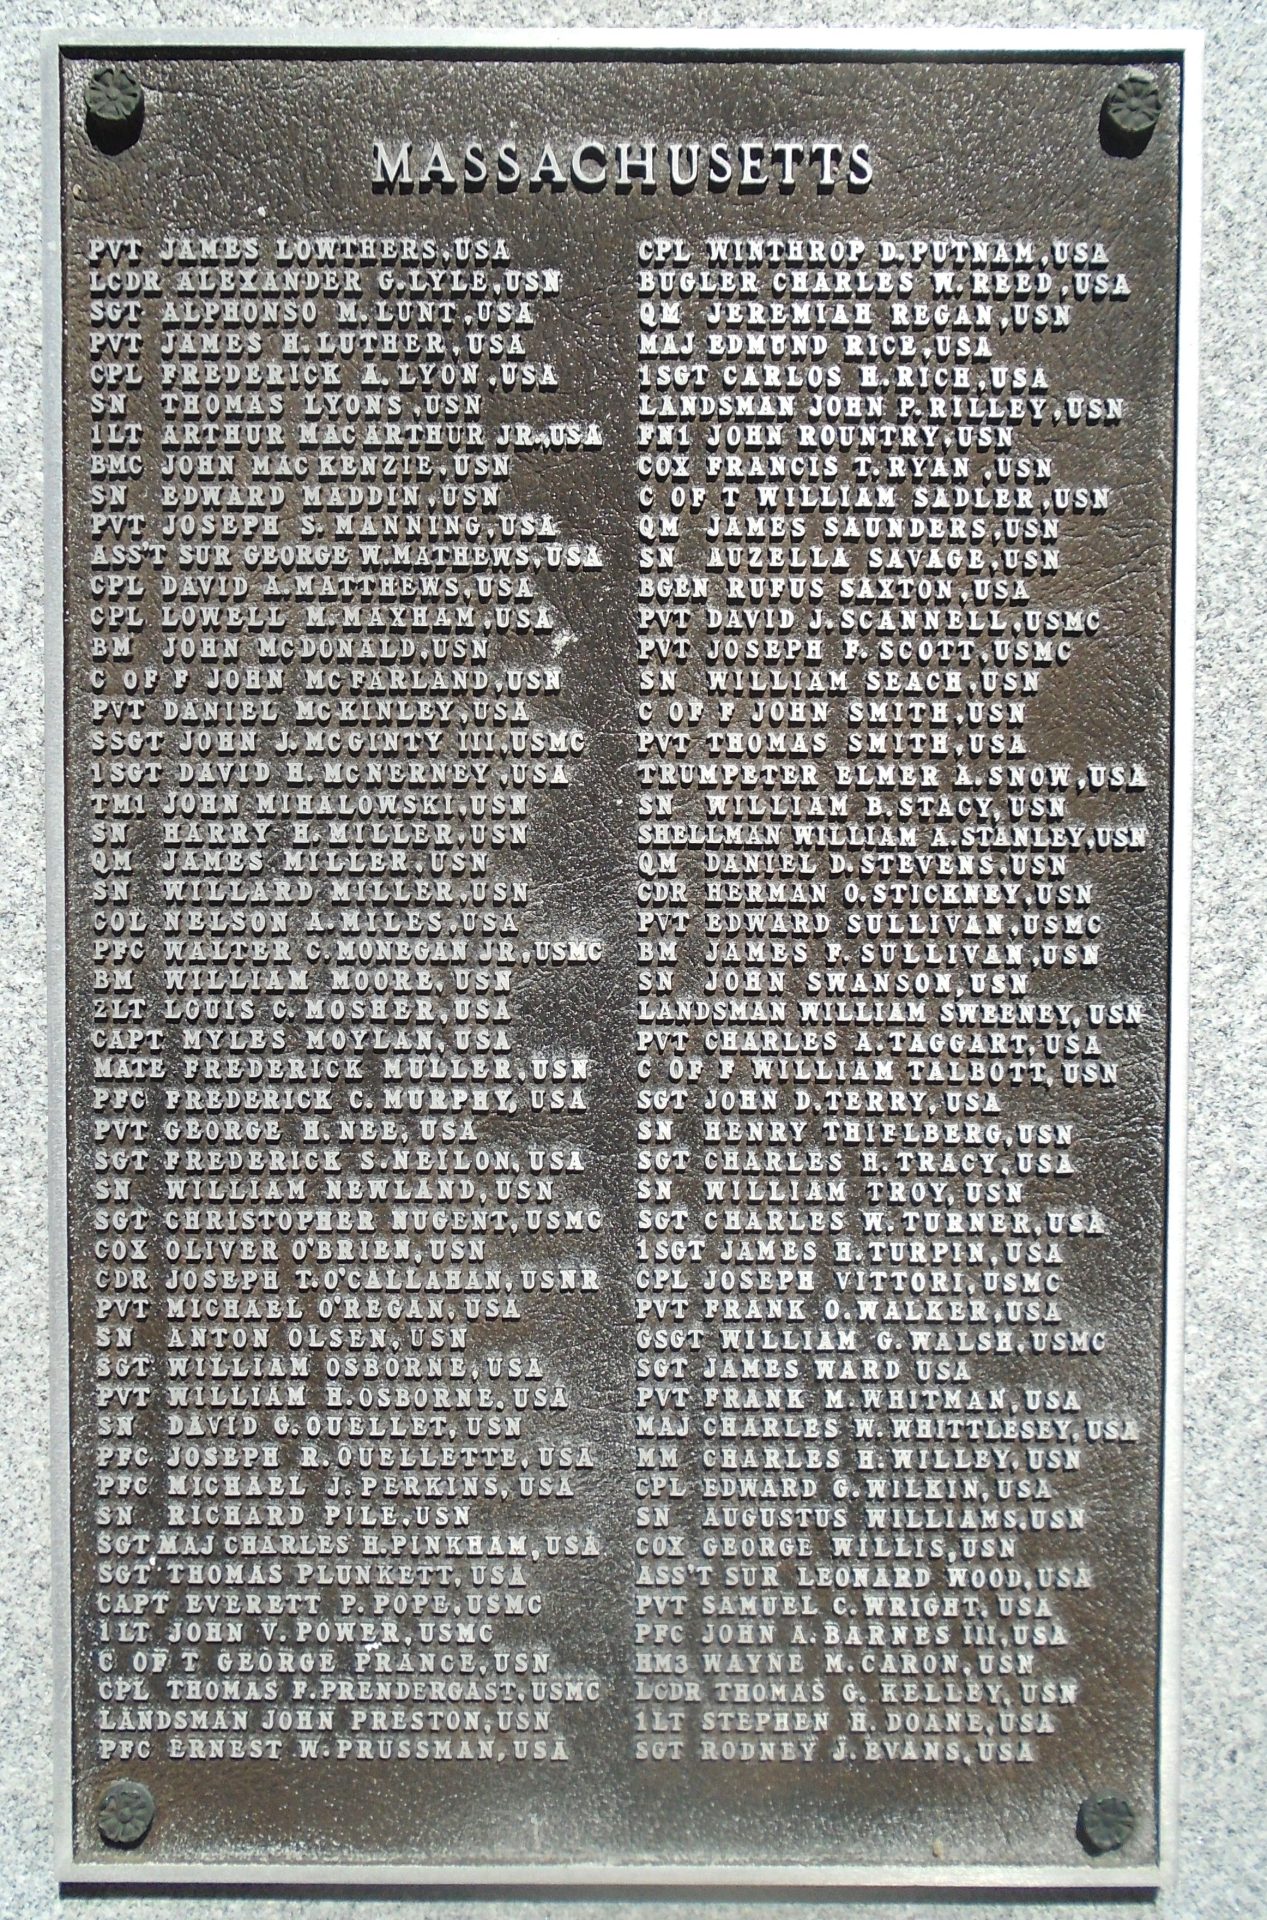 MASSACHUSETTS
PVT JAMES LOWTHERS, USA
LCDR ALEXANDER G. LYLE, USN
SGT ALPHONSO M. LUNT, USA
PVT JAMES H. LUTHER, USA
CPL FREDERICK A. LYON, USA
SN THOMAS LYONS, USN
1LT ARTHUR MAC ARTHUR JR., USA
BMC JOHN MAC KENZIE, USN
SN EDWARD MADDIN, USN
PVT JOSEPH S. MANNING, USA
ASS'T SUR GEORGE W. MATHEWS, USA
CPL DAVID A. MATTHEWS, USA
CPL LOWELL M. MAXHAM, USA
BM JOHN MCDONALD, USN
C OF F JOHN MCFARLAND, USN
PVT DANIEL MCKINLEY, USA
SSGT JOHN J. MCGINTY III, USMC
1SGT DAVID H. MCNERNEY, USA
TM1 JOHN MIHALOWSKI, USN
SN HARRY H. MILLER, USN
QM JAMES MILLER, USN
SN WILLARD MILLER, USN
COL NELSON A. MILES, USA
PFC WALTER C. MONEGAN JR, USMC
BM WILLIAM MOORE, USN
2LT LOUIS C. MOSHER, USA
CAPT MYLES MOYLAN, USA
MATE FREDERICK MULLER, USN
PFC FREDERICK C. MURPHY, USA
PVT GEORGE H. NEE, USA
SGT FREDERICK S. NEILON, USA
SN WILLIAM NEWLAND, USN
SGT CHRISTOPHER NUGENT, USMC
COX OLIVER O'BRIEN, USN
CDR JOSEPH T. O'CALLAHAN, USNR
PVT MICHAEL O'REGAN, USA
SN ANTON OLSEN, USN
SGT WILLIAM OSBORNE, USA
PVT WILLIAM H. OSBORNE, USA
SN DAVID G. OUELLET, USN
PFC JOSEPH R. OUELLETTE, USA
PFC MICHAEL J. PERKINS, USA
SN RICHARD PILE, USN
SGT MAJ CHARLES H. PINKHAM, USA
SGT THOMAS PLUNKETT, USA
CAPT EVERETT P. POPE, USMC
1LT JOHN V. POWER, USMC
C OF T GEORGE PRANCE, USN
CPL THOMAS F. PRENDERGAST, USMC
LANDSMAN JOHN PRESTON, USN
PFC ERNEST W. PRUSSMAN, USA
CPL WINTHROP D. PUTNAM, USA
BUGLER CHARLES W. REED, USA
QM JEREMIAH REGAN, USN
MAJ EDMUND RICE, USA
1SGT CARLOS H. RICH, USA
LANDSMAN JOHN P. RILLEY, USN
FN1 JOHN ROUNTRY, USN
COX FRANCIS T. RYAN, USN
C OF T WILLIAM SADLER, USN
QM JAMES SAUNDERS, USN
SN AUZELLA SAVAGE, USN
BGEN RUFUS SAXTON, USA
PVT DAVID J. SCANNELL, USMC
PVT JOSEPH F. SCOTT, USMC
SN WILLIAM SEACH, USN
C OF F JOHN SMITH, USN
PVT THOMAS SMITH, USA
TRUMPETER ELMER A. SNOW, USA
SN WILLIAM B. STACY, USN
SHELLMAN WILLIAM A. STANLEY, USN
QM DANIEL D. STEVENS, USN
CDR HERMAN O. STICKNEY, USN
PVT EDWARD SULLIVAN, USMC
BM JAMES F. SULLIVAN, USN
SN JOHN SWANSON, USN
LANDSMAN WILLIAM SWEENEY, USN
PVT CHARLES A. TAGGART, USA
C OF F WILLIAM TALBOTT, USN
SGT JOHN D. TERRY, USA
SN HENRY THIELBERG, USN
SGT CHARLES H. TRACY, USA
SN WILLIAM TROY, USN
SGT CHARLES W. TURNER, USA
1SGT JAMES H. TURPIN, USA
CPL JOSEPH VITTORI, USMC
PVT FRANK O. WALKER, USA
GSGT WILLIAM G. WALSH, USMC
SGT JAMES WARD USA
PVT FRANK M. WHITMAN, USA
MAJ CHARLES W. WHITTLESEY, USA
MM CHARLES H. WILLEY, USN
CPL EDWARD G. WILKIN, USA
SN AUGUSTUS WILLIAMS, USN
COX GEORGE WILLIS, USN
ASS'T SUR LEONARD WOOD, USA
PVT SAMUEL C. WRIGHT, USA
PFC JOHN A. BARNES III, USA
HM3 WAYNE M. CARON, USN
LCDR THOMAS G. KELLEY, USN
1LT STEPHEN H. DOANE, USA
SGT RODNEY J. EVANS, USA